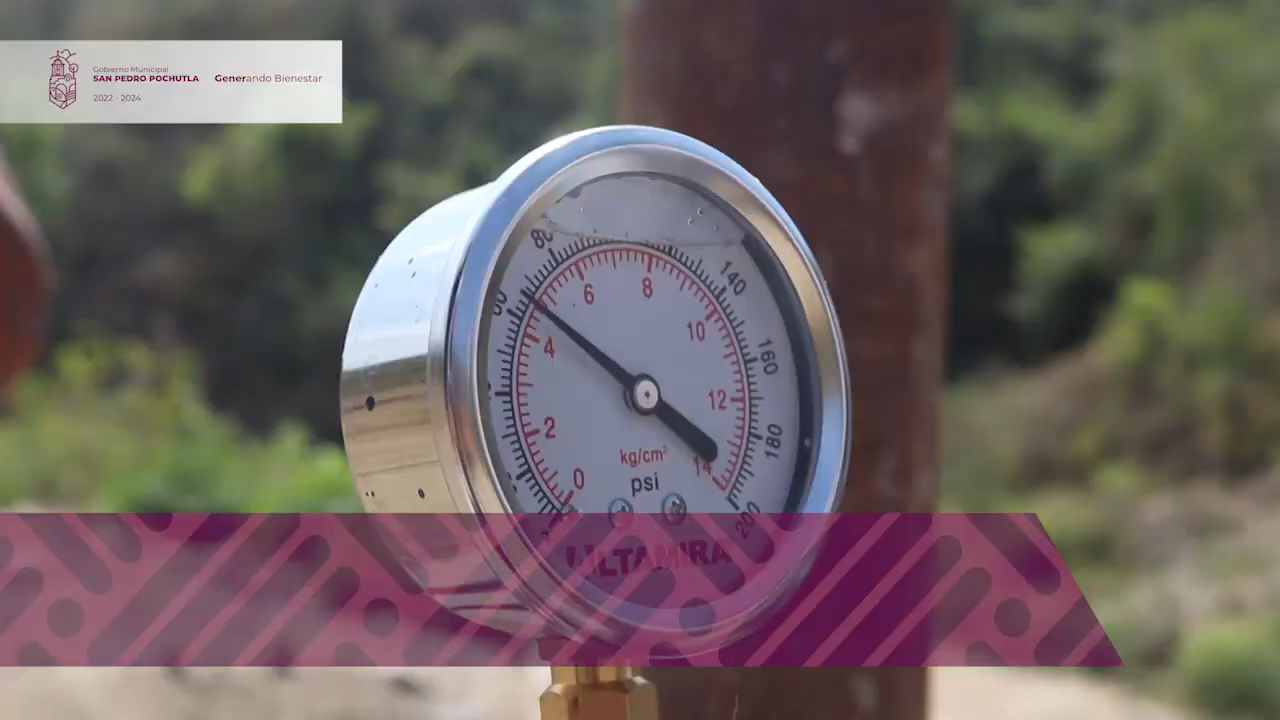 Gobierno Municipal
SAN PEDRO POCHUTLA
2022 - 2024
Generando Bienestar
80
60
140
160
180
200
6
8
10
4
12
2
14
0
kg/cm²
psi
ALTAMIRA